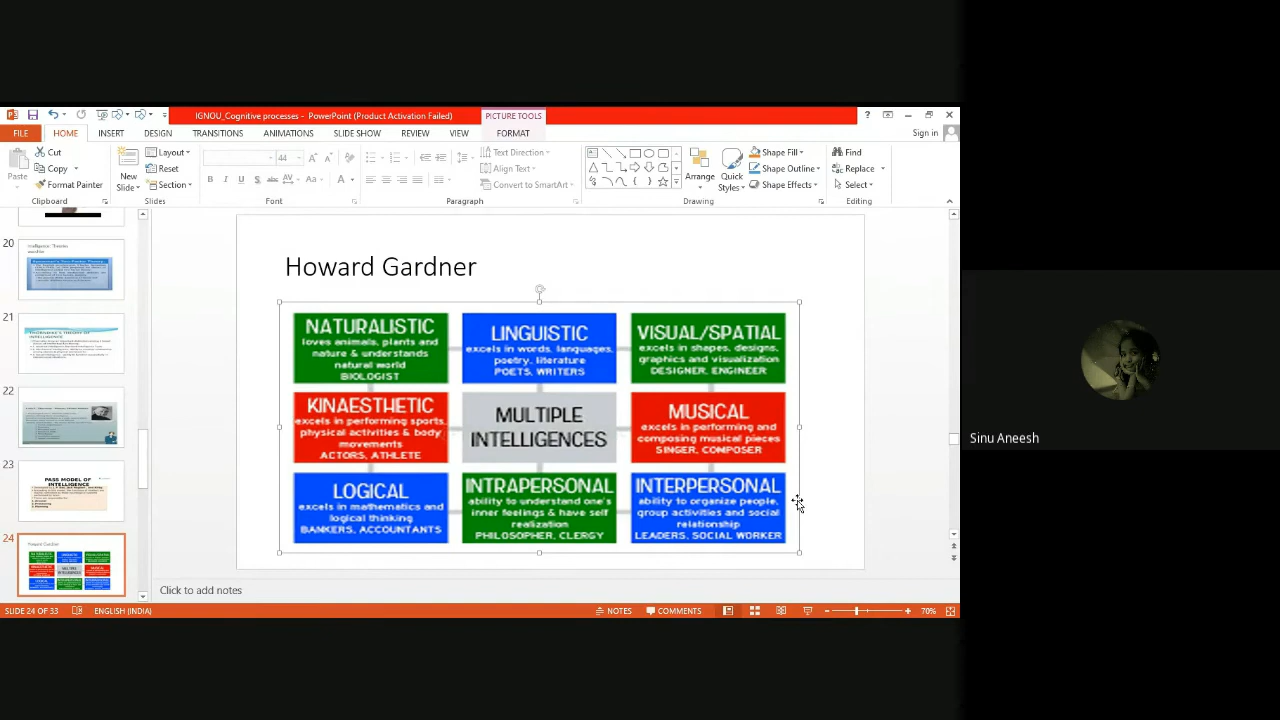 IGNOU_Cognitive processes - PowerPoint (Product Activation Failed)
PICTURE TOOLS
FILE
HOME
INSERT
DESIGN
TRANSITIONS
ANIMATIONS
SLIDE SHOW
REVIEW
VIEW
FORMAT
Sign in
Paste
Cut
Copy
Format Painter
Clipboard
New
Slide
Layout
Reset
Section
Slides
44
Font
Text Direction
Align Text
Convert to SmartArt
Paragraph
Arrange
Quick
Styles
Shape Fill
Shape Outline
Shape Effects
Drawing
Find
Replace
Select
Editing
20
21
22
23
PASS MODEL OF
INTELLIGENCE
24
Howard Gardner
NATURALISTIC
loves animals, plants and
nature & understands
natural world
BIOLOGIST
LINGUISTIC
excels in words, languages,
poetry, literature
POETS, WRITERS
VISUAL/SPATIAL
excels in shapes, designs,
graphics and visualization
DESIGNER, ENGINEER
KINAESTHETIC
excels in performing sports,
physical activities & body
movements
ACTORS, ATHLETE
MULTIPLE
INTELLIGENCES
MUSICAL
excels in performing and
composing musical pieces
SINGER, COMPOSER
LOGICAL
excels in mathematics and
logical thinking
BANKERS, ACCOUNTANTS
INTRAPERSONAL
ability to understand one's
inner feelings & have self
realization
PHILOSOPHER, CLERGY
INTERPERSONAL
ability to organize people,
group activities and social
relationship
LEADERS, SOCIAL WORKER
Sinu Aneesh
Click to add notes
SLIDE 24 OF 33
ENGLISH (INDIA)
NOTES
COMMENTS
70%